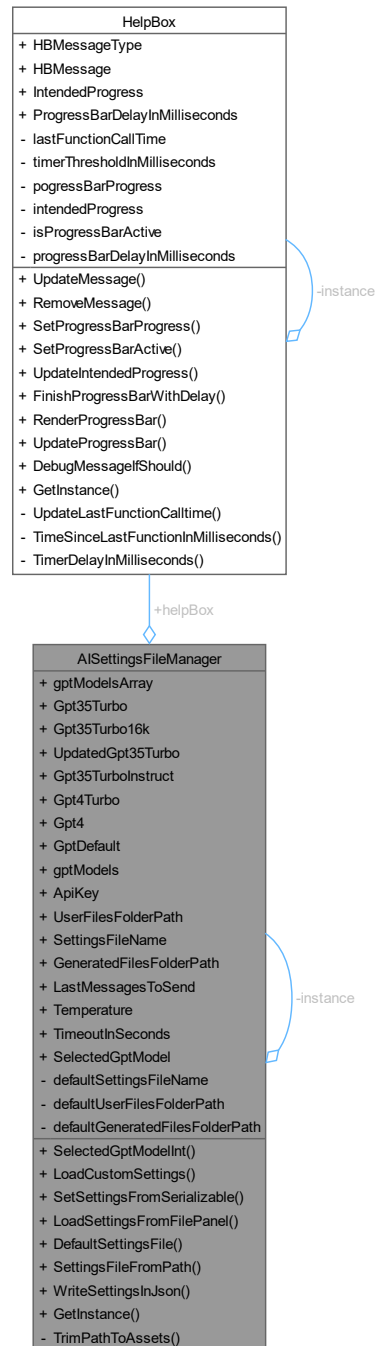 HelpBox
+ HBMessageType
+ HBMessage
+ IntendedProgress
+ ProgressBarDelayInMilliseconds
- lastFunctionCallTime
- timerThresholdInMilliseconds
- pogressBarProgress
- intendedProgress
- isProgressBarActive
- progressBarDelayInMilliseconds
+ UpdateMessage()
+ RemoveMessage()
+ SetProgressBarProgress()
+ SetProgressBarActive()
+ UpdateIntendedProgress()
+ FinishProgressBarWithDelay()
+ RenderProgressBar()
+ UpdateProgressBar()
+ DebugMessageIfShould()
+ GetInstance()
- UpdateLastFunctionCalltime()
- TimeSinceLastFunctionInMilliseconds()
- TimerDelayInMilliseconds()
-instance
+helpBox
AISettingsFileManager
+ gptModelsArray
+ Gpt35Turbo
+ Gpt35Turbo16k
+ UpdatedGpt35Turbo
+ Gpt35TurboInstruct
+ Gpt4Turbo
+ Gpt4
+ GptDefault
+ gptModels
+ ApiKey
+ UserFilesFolderPath
+ SettingsFileName
+ GeneratedFilesFolderPath
+ LastMessagesToSend
+ Temperature
+ TimeoutInSeconds
+ SelectedGptModel
- defaultSettingsFileName
- defaultUserFilesFolderPath
- defaultGeneratedFilesFolderPath
+ SelectedGptModelInt()
+ LoadCustomSettings()
+ SetSettingsFromSerializable()
+ LoadSettingsFromFilePanel()
+ DefaultSettingsFile()
+ SettingsFileFromPath()
+ WriteSettingsInJson()
+ GetInstance()
- TrimPathToAssets()
-instance